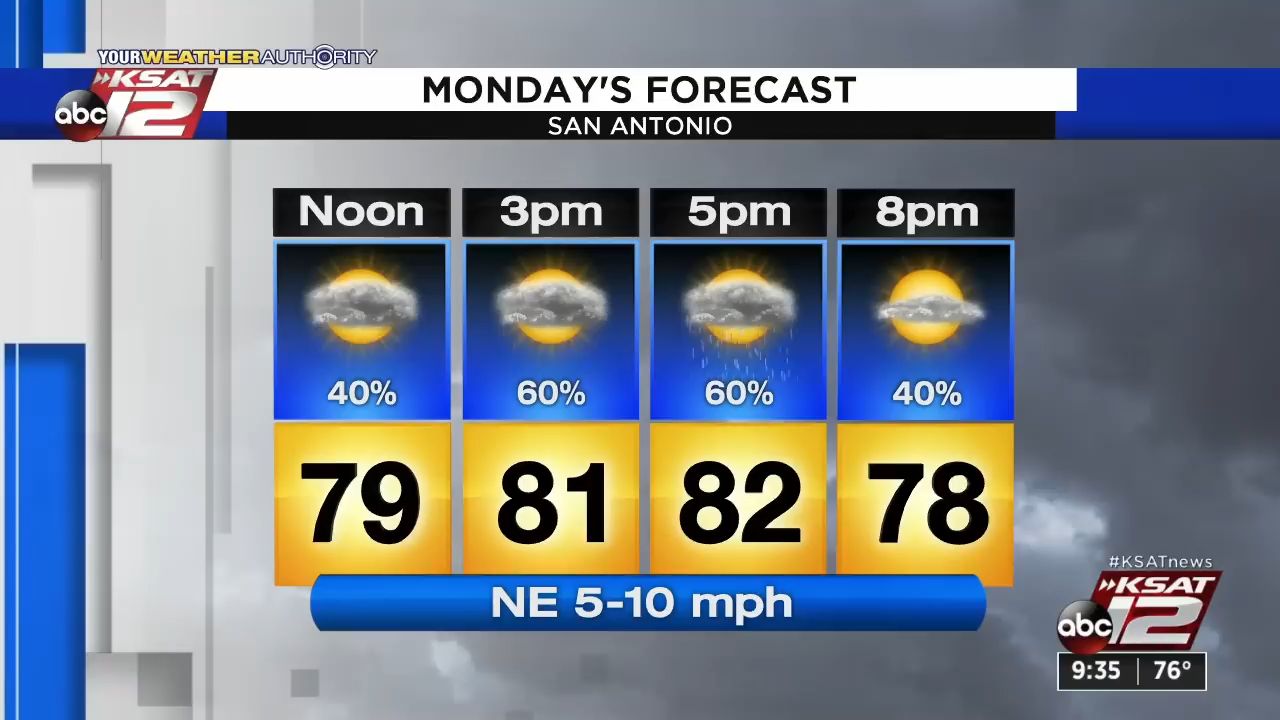 YOUR WEATHER AUTHORITY
KSAT
abc 12
MONDAY'S FORECAST
SAN ANTONIO
Noon 3pm 5pm 8pm
40% 60% 60% 40%
79 81 82 78
NE 5-10 mph
#KSATnews
KSAT
abc 12
9:35 76°